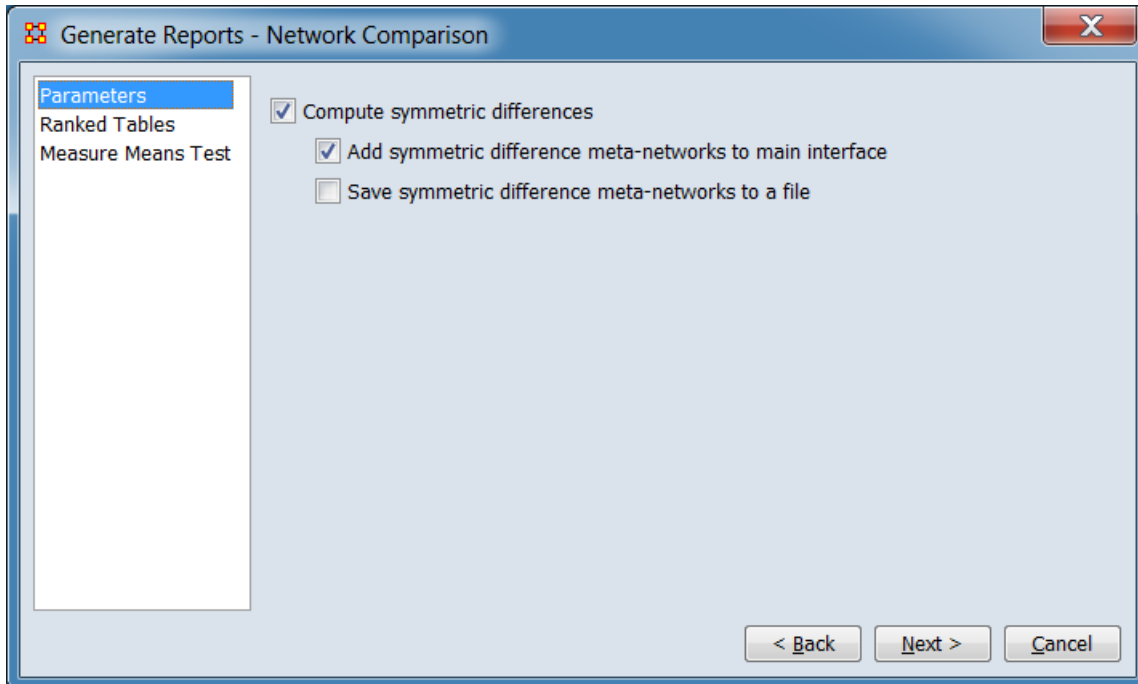 Generate Reports - Network Comparison
X
Parameters
Ranked Tables
Measure Means Test
Compute symmetric differences
Add symmetric difference meta-networks to main interface
Save symmetric difference meta-networks to a file
< Back
Next >
Cancel